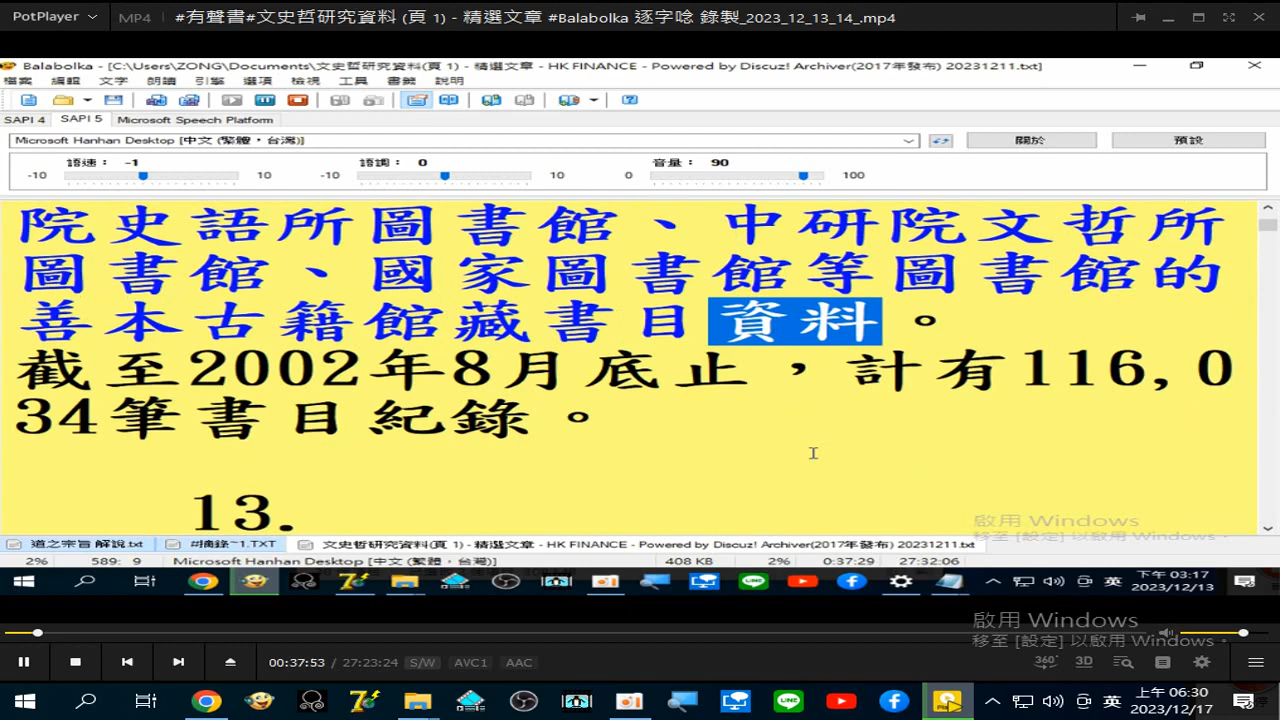 PotPlayer MP4 #有聲書#文史哲研究資料 (頁 1) - 精選文章 #Balabolka 逐字唸 錄製_2023_12_13_14_.mp4
Balabolka - [C:\Users\ZONG\Documents\文史哲研究資料(頁 1) - 精選文章 - HK FINANCE - Powered by Discuz! Archiver(2017年發布) 20231211.txt]
檔案 編輯 文字 朗讀 引擎 選項 檢視 工具 書籤 說明
SAPI 4 SAPI 5 Microsoft Speech Platform
Microsoft Hanhan Desktop [中文 (繁體，台灣)] 關於 預設
語速： -1 語調： 0 音量： 90
-10 10 -10 10 0 100
院史語所圖書館、中研院文哲所
圖書館、國家圖書館等圖書館的
善本古籍館藏書目資料。
截至2002年8月底止，計有116,0
34筆書目紀錄。
13.
啟用 Windows
移至 [設定] 以啟用 Windows。
道之宗旨 解說.txt #摘錄~1.TXT 文史哲研究資料(頁 1) - 精選文章 - HK FINANCE - Powered by Discuz! Archiver(2017年發布) 20231211.txt
2% 589: 9 Microsoft Hanhan Desktop [中文 (繁體，台灣)] 408 KB 2% 0:37:29 27:32:06
英 下午 03:17
2023/12/13
啟用 Windows
移至 [設定] 以啟用 Windows。
00:37:53 / 27:23:24 S/W AVC1 AAC 360° 3D
英 上午 06:30
2023/12/17